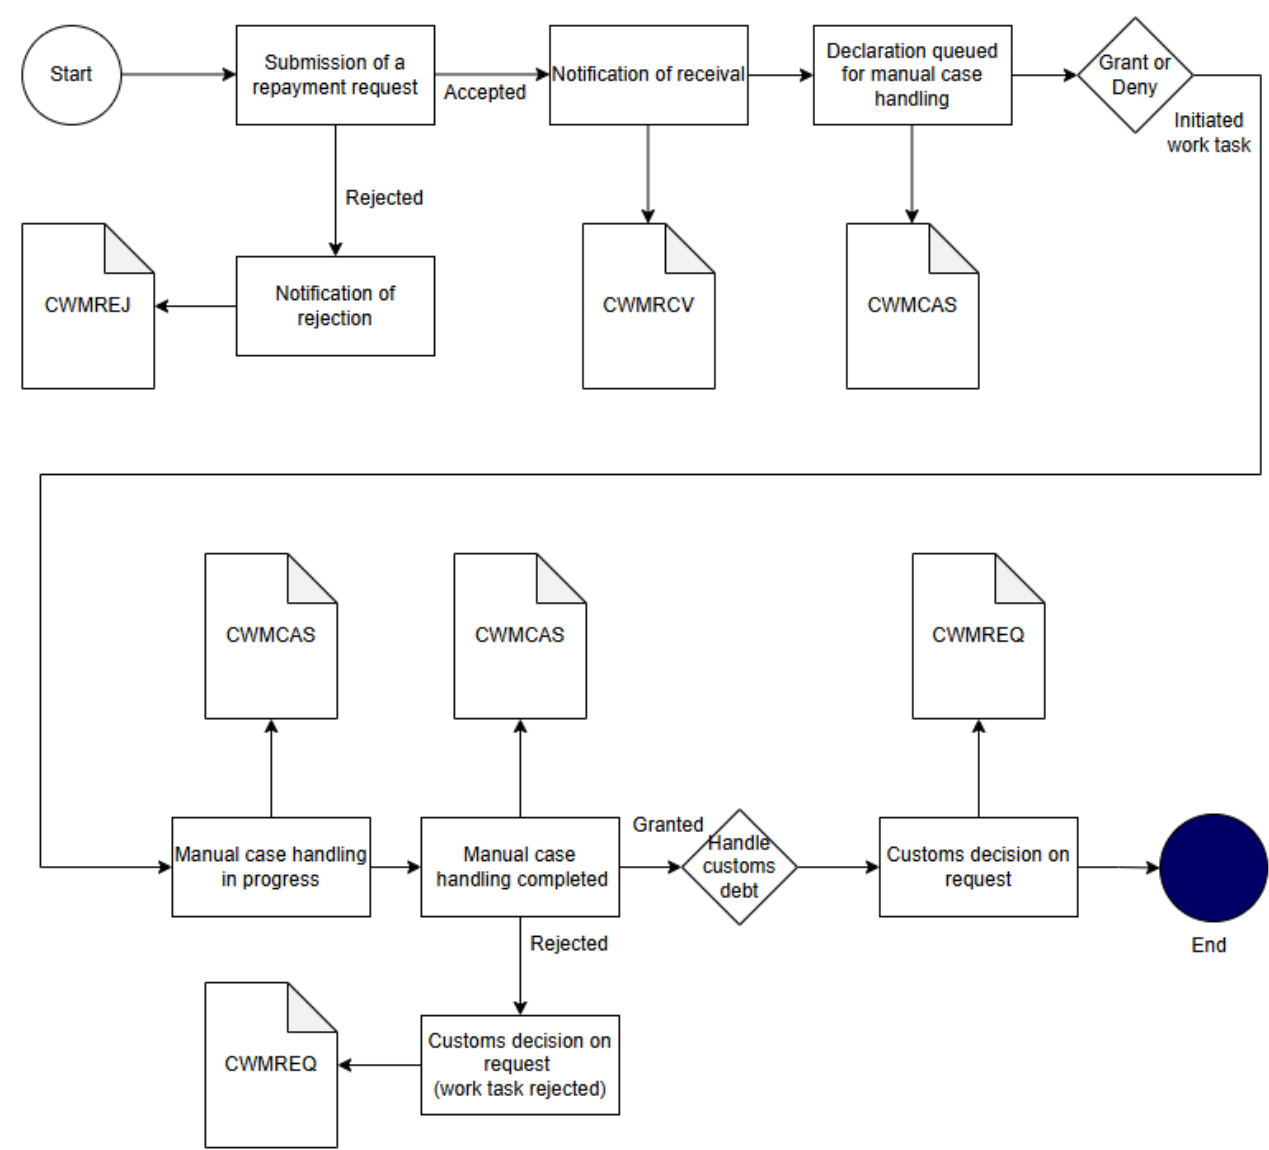 Start
Submission of a
repayment request
Accepted
Notification of receival
Declaration queued
for manual case
handling
Grant or
Deny
Initiated
work task
Rejected
CWMREJ
Notification of
rejection
CWMRCV
CWMCAS
CWMCAS
CWMCAS
CWMREQ
Manual case handling
in progress
Manual case
handling completed
Granted
Handle
customs
debt
Customs decision on
request
End
Rejected
CWMREQ
Customs decision on
request
(work task rejected)